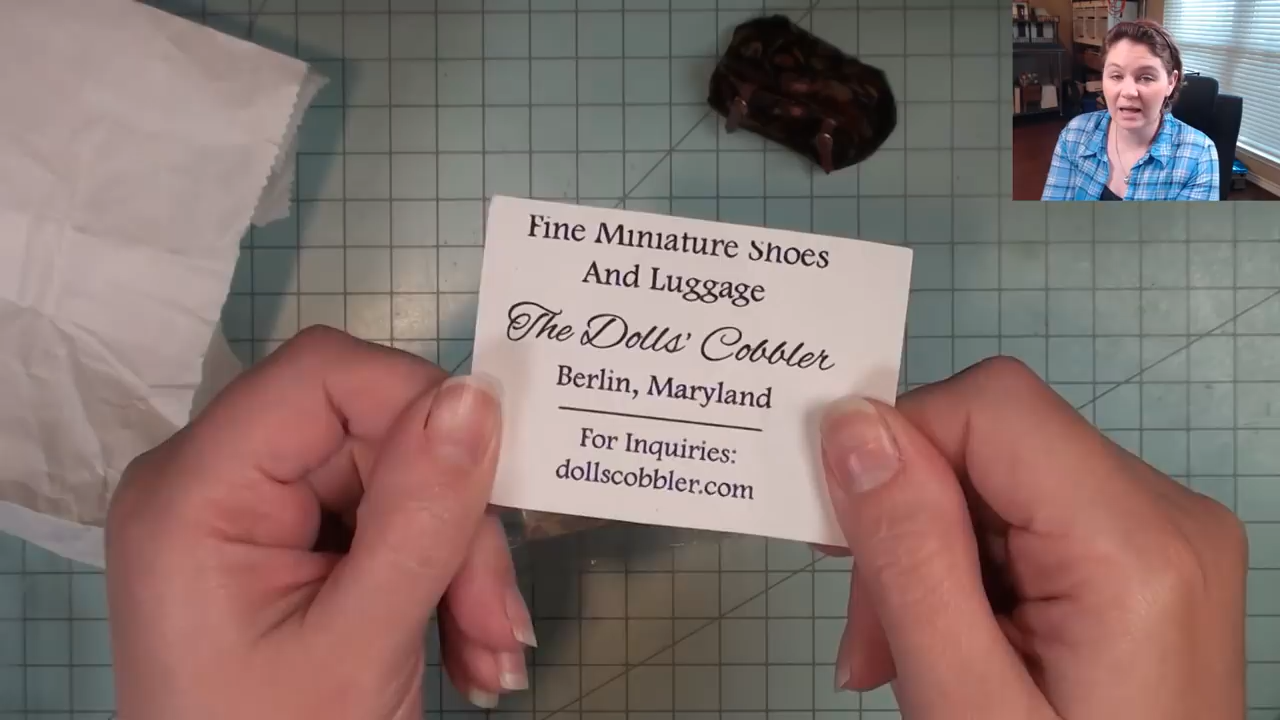 Fine Miniature Shoes
And Luggage
The Dolls' Cobbler
Berlin, Maryland
For Inquiries:
dollscobbler.com